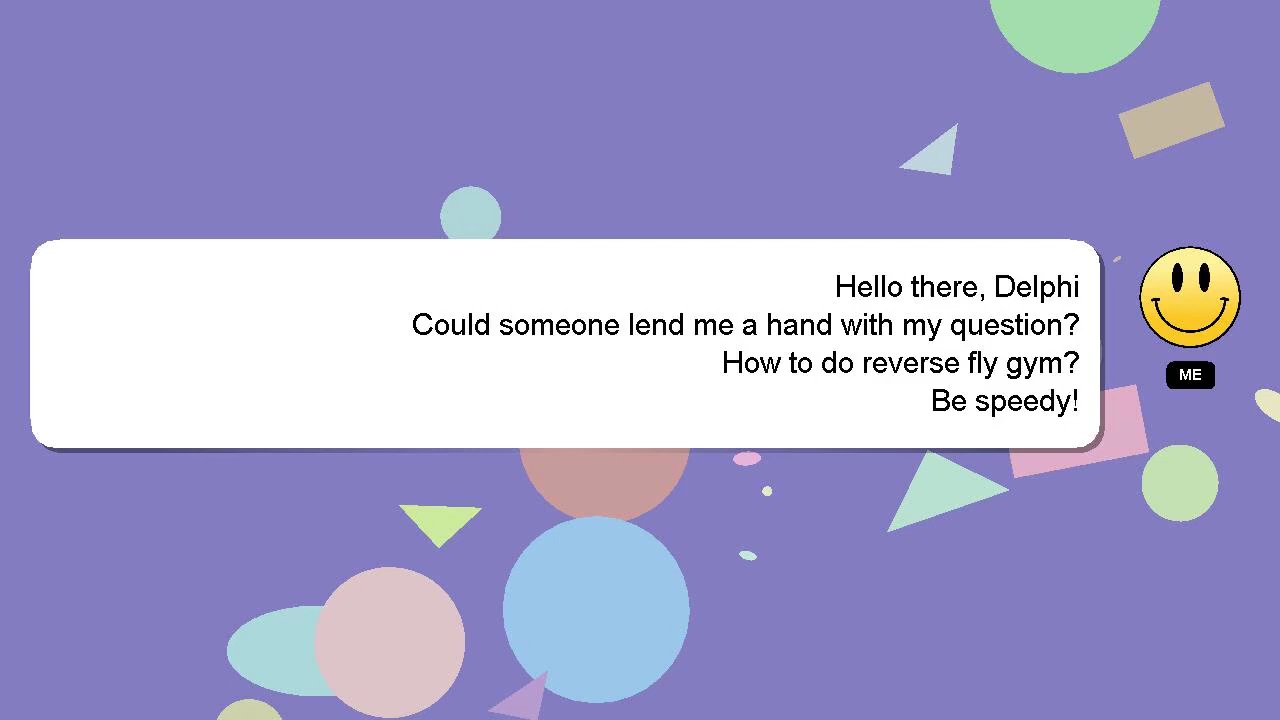 Hello there, Delphi
Could someone lend me a hand with my question?
How to do reverse fly gym?
Be speedy!
ME